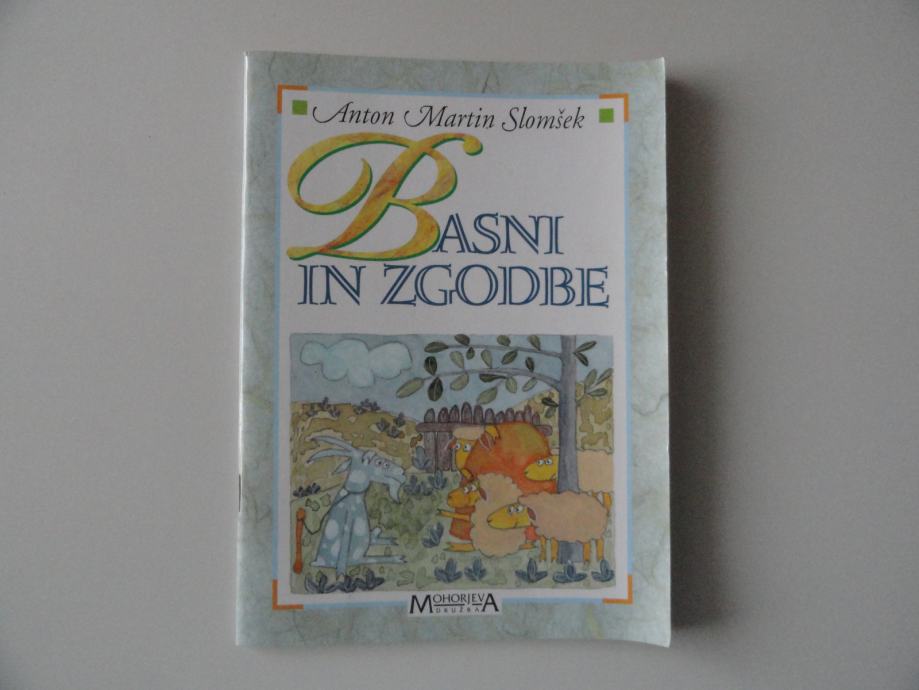 Anton Martin Slomšek
BASNI
IN ZGODBE
MOHORJEVA
DRUŽBA